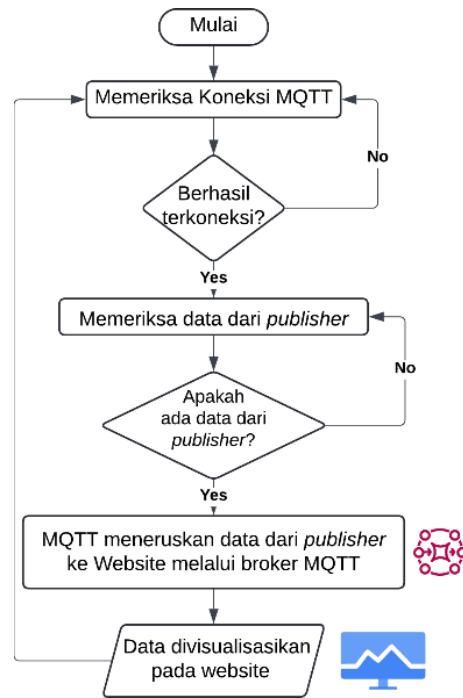 Mulai
Memeriksa Koneksi MQTT
No
Berhasil
terkoneksi?
Yes
Memeriksa data dari publisher
No
Apakah
ada data dari
publisher?
Yes
MQTT meneruskan data dari publisher
ke Website melalui broker MQTT
Data divisualisasikan
pada website